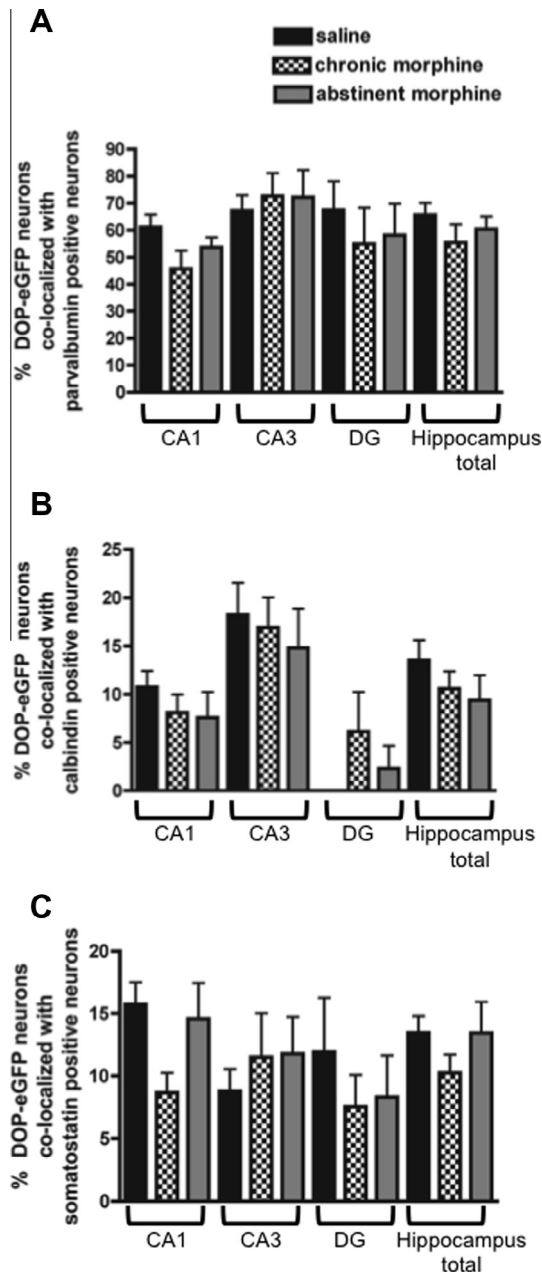 A
saline
chronic morphine
abstinent morphine
% DOP-eGFP neurons
co-localized with
parvalbumin positive neurons
90
80
70
60
50
40
30
20
10
0
CA1
CA3
DG
Hippocampus
total
B
% DOP-eGFP neurons
co-localized with
calbindin positive neurons
25
20
15
10
5
0
CA1
CA3
DG
Hippocampus
total
C
% DOP-eGFP neurons
co-localized with
somatostatin positive neurons
20
15
10
5
0
CA1
CA3
DG
Hippocampus
total